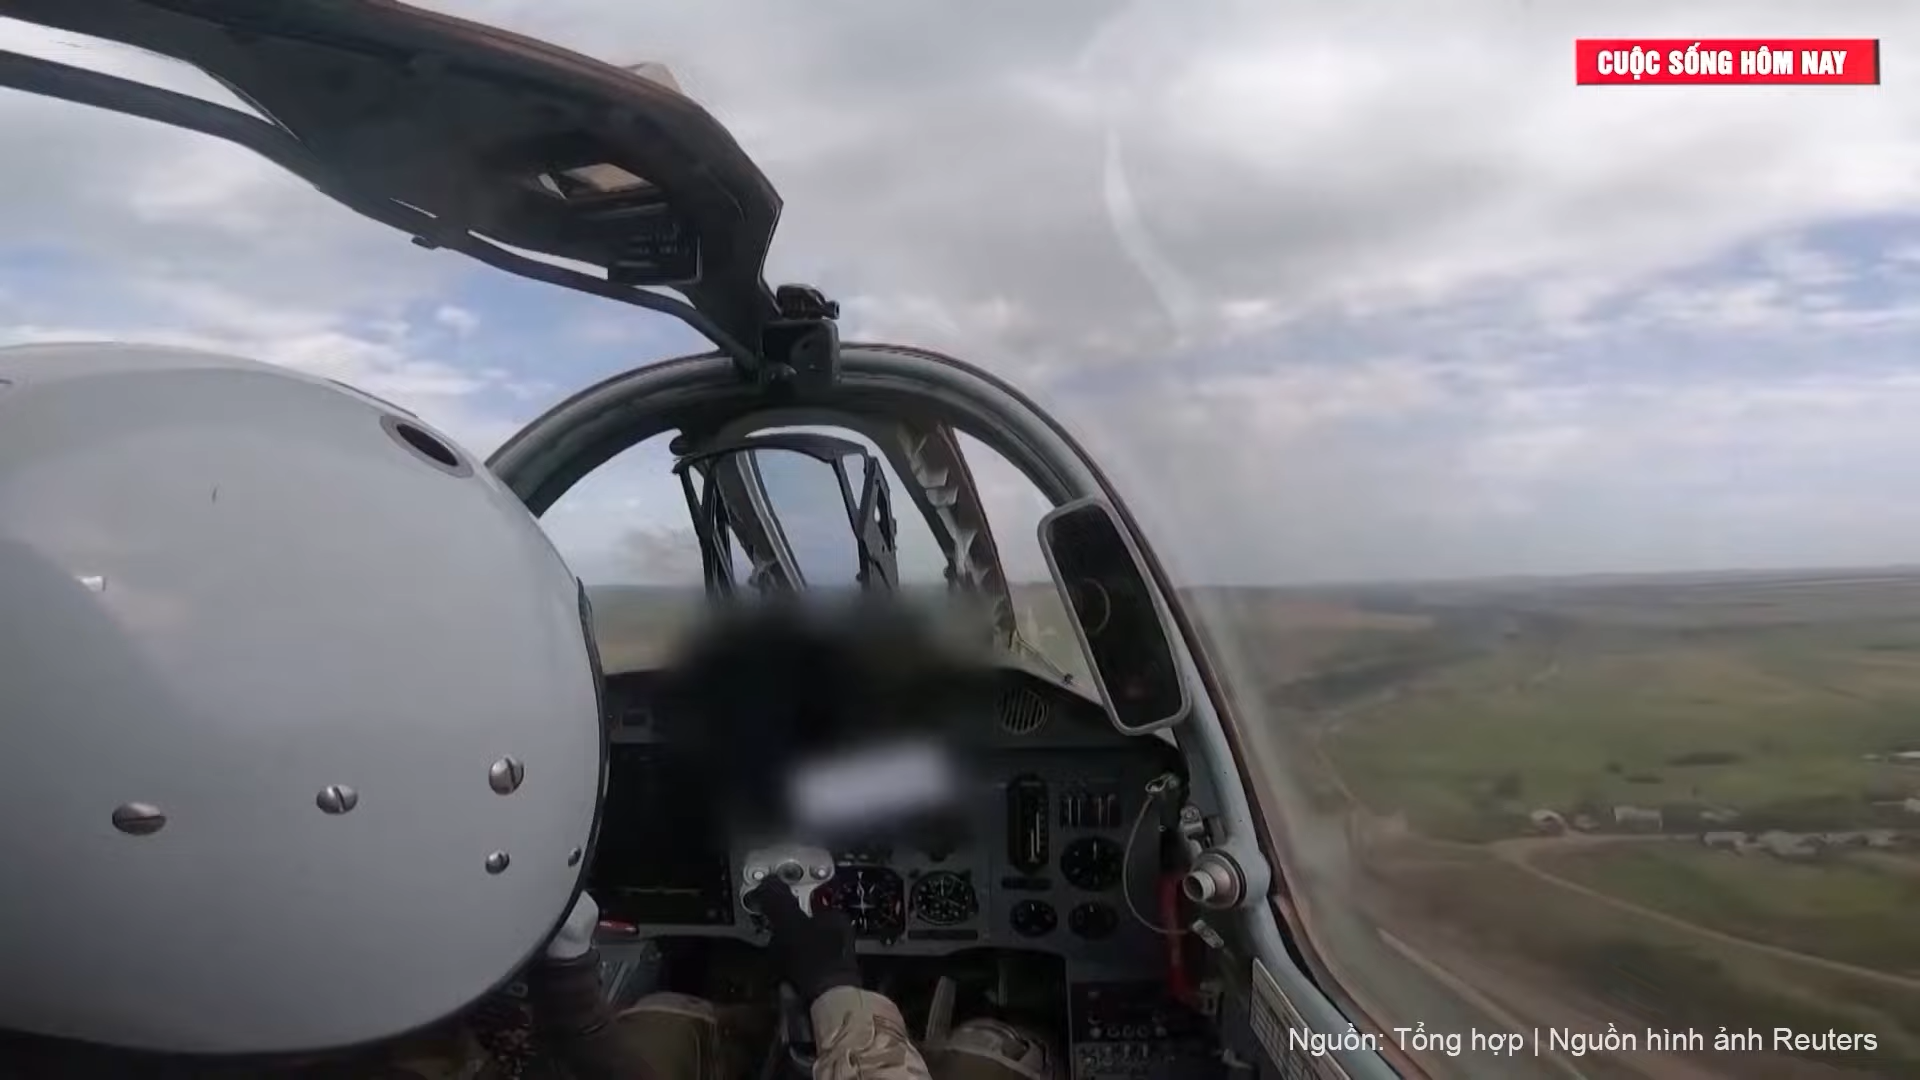 CUỘC SỐNG HÔM NAY
Nguồn: Tổng hợp | Nguồn hình ảnh Reuters